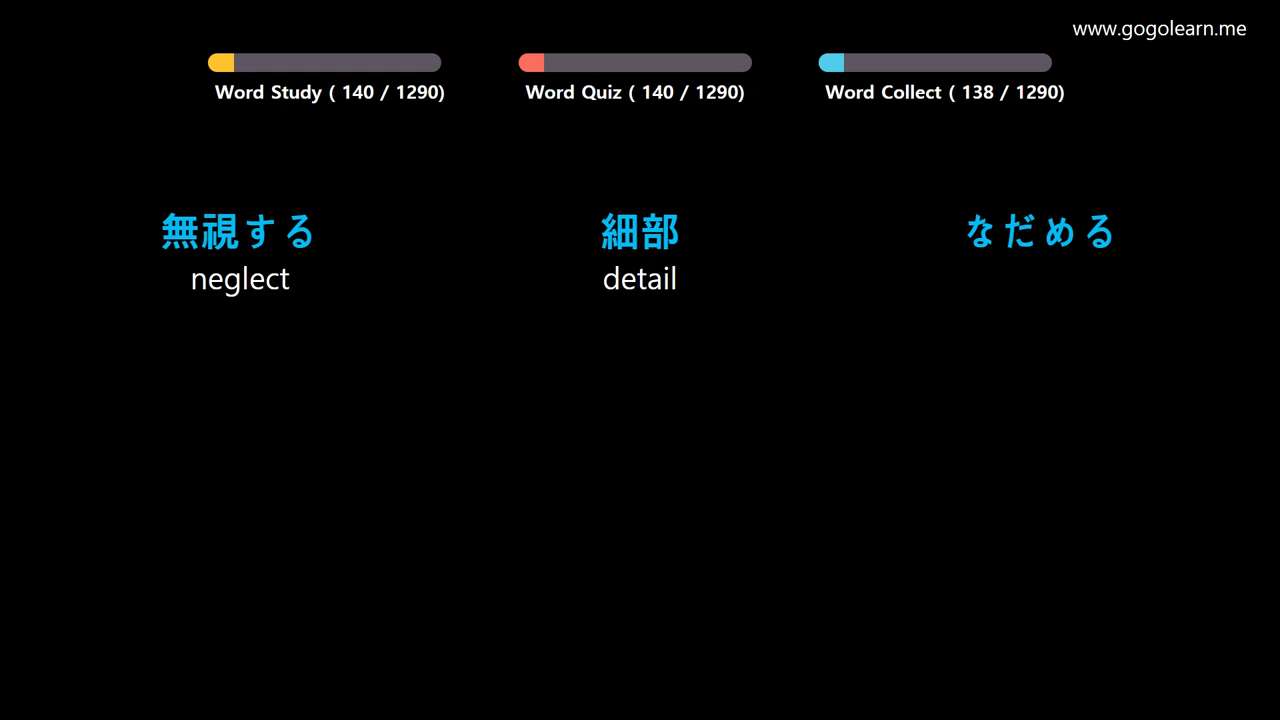 www.gogolearn.me
Word Study ( 140 / 1290)
Word Quiz ( 140 / 1290)
Word Collect ( 138 / 1290)
無視する
neglect
細部
detail
なだめる